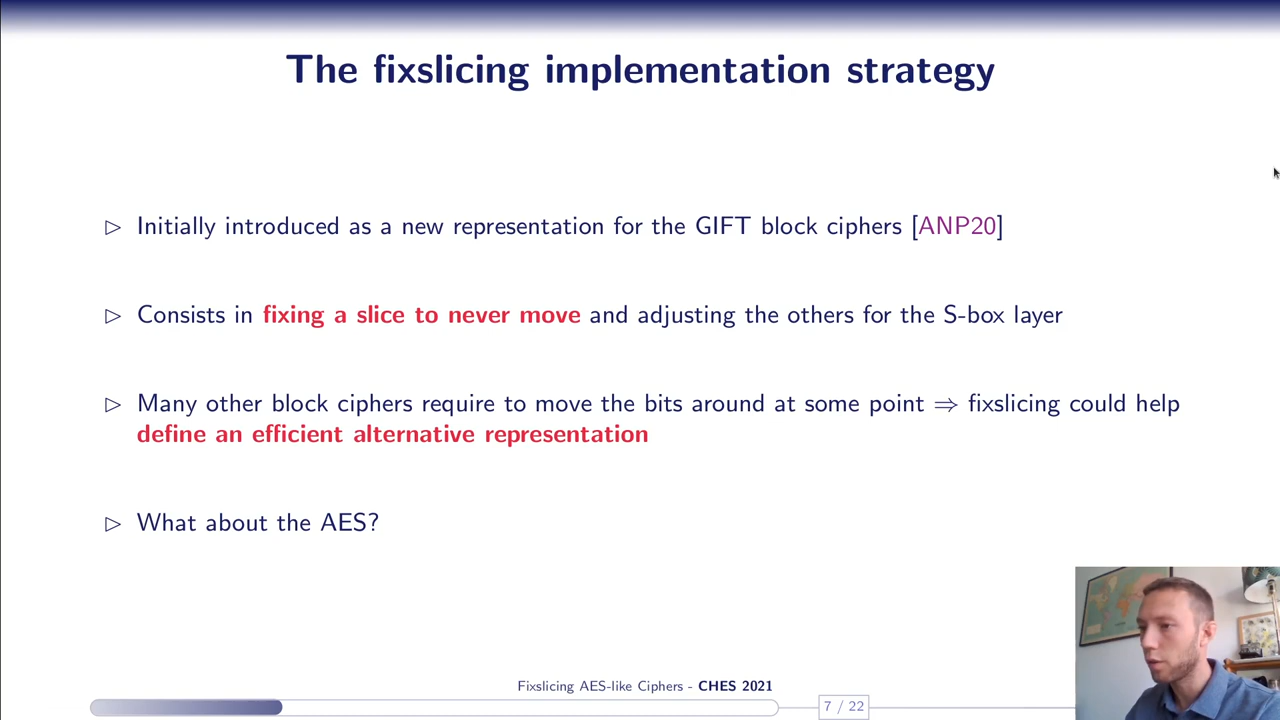 The fixslicing implementation strategy
▷ Initially introduced as a new representation for the GIFT block ciphers [ANP20]
▷ Consists in fixing a slice to never move and adjusting the others for the S-box layer
▷ Many other block ciphers require to move the bits around at some point ⇒ fixslicing could help
define an efficient alternative representation
▷ What about the AES?
Fixslicing AES-like Ciphers - CHES 2021
7 / 22